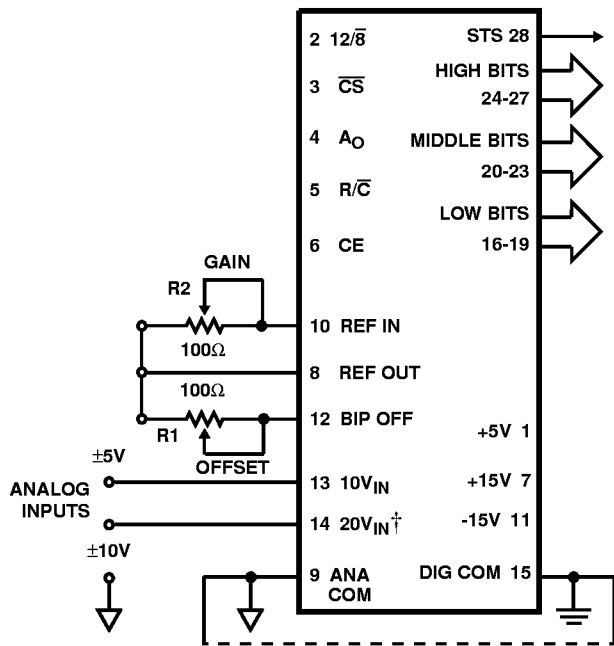 2 12/8̅
STS 28
HIGH BITS
24-27
3 C̅S̅
4 AO
MIDDLE BITS
20-23
5 R/C̅
LOW BITS
16-19
6 CE
GAIN
R2
100Ω
10 REF IN
8 REF OUT
100Ω
R1
OFFSET
12 BIP OFF
+5V 1
±5V
ANALOG
INPUTS
±10V
13 10VIN
+15V 7
14 20VIN†
-15V 11
9 ANA
COM
DIG COM 15